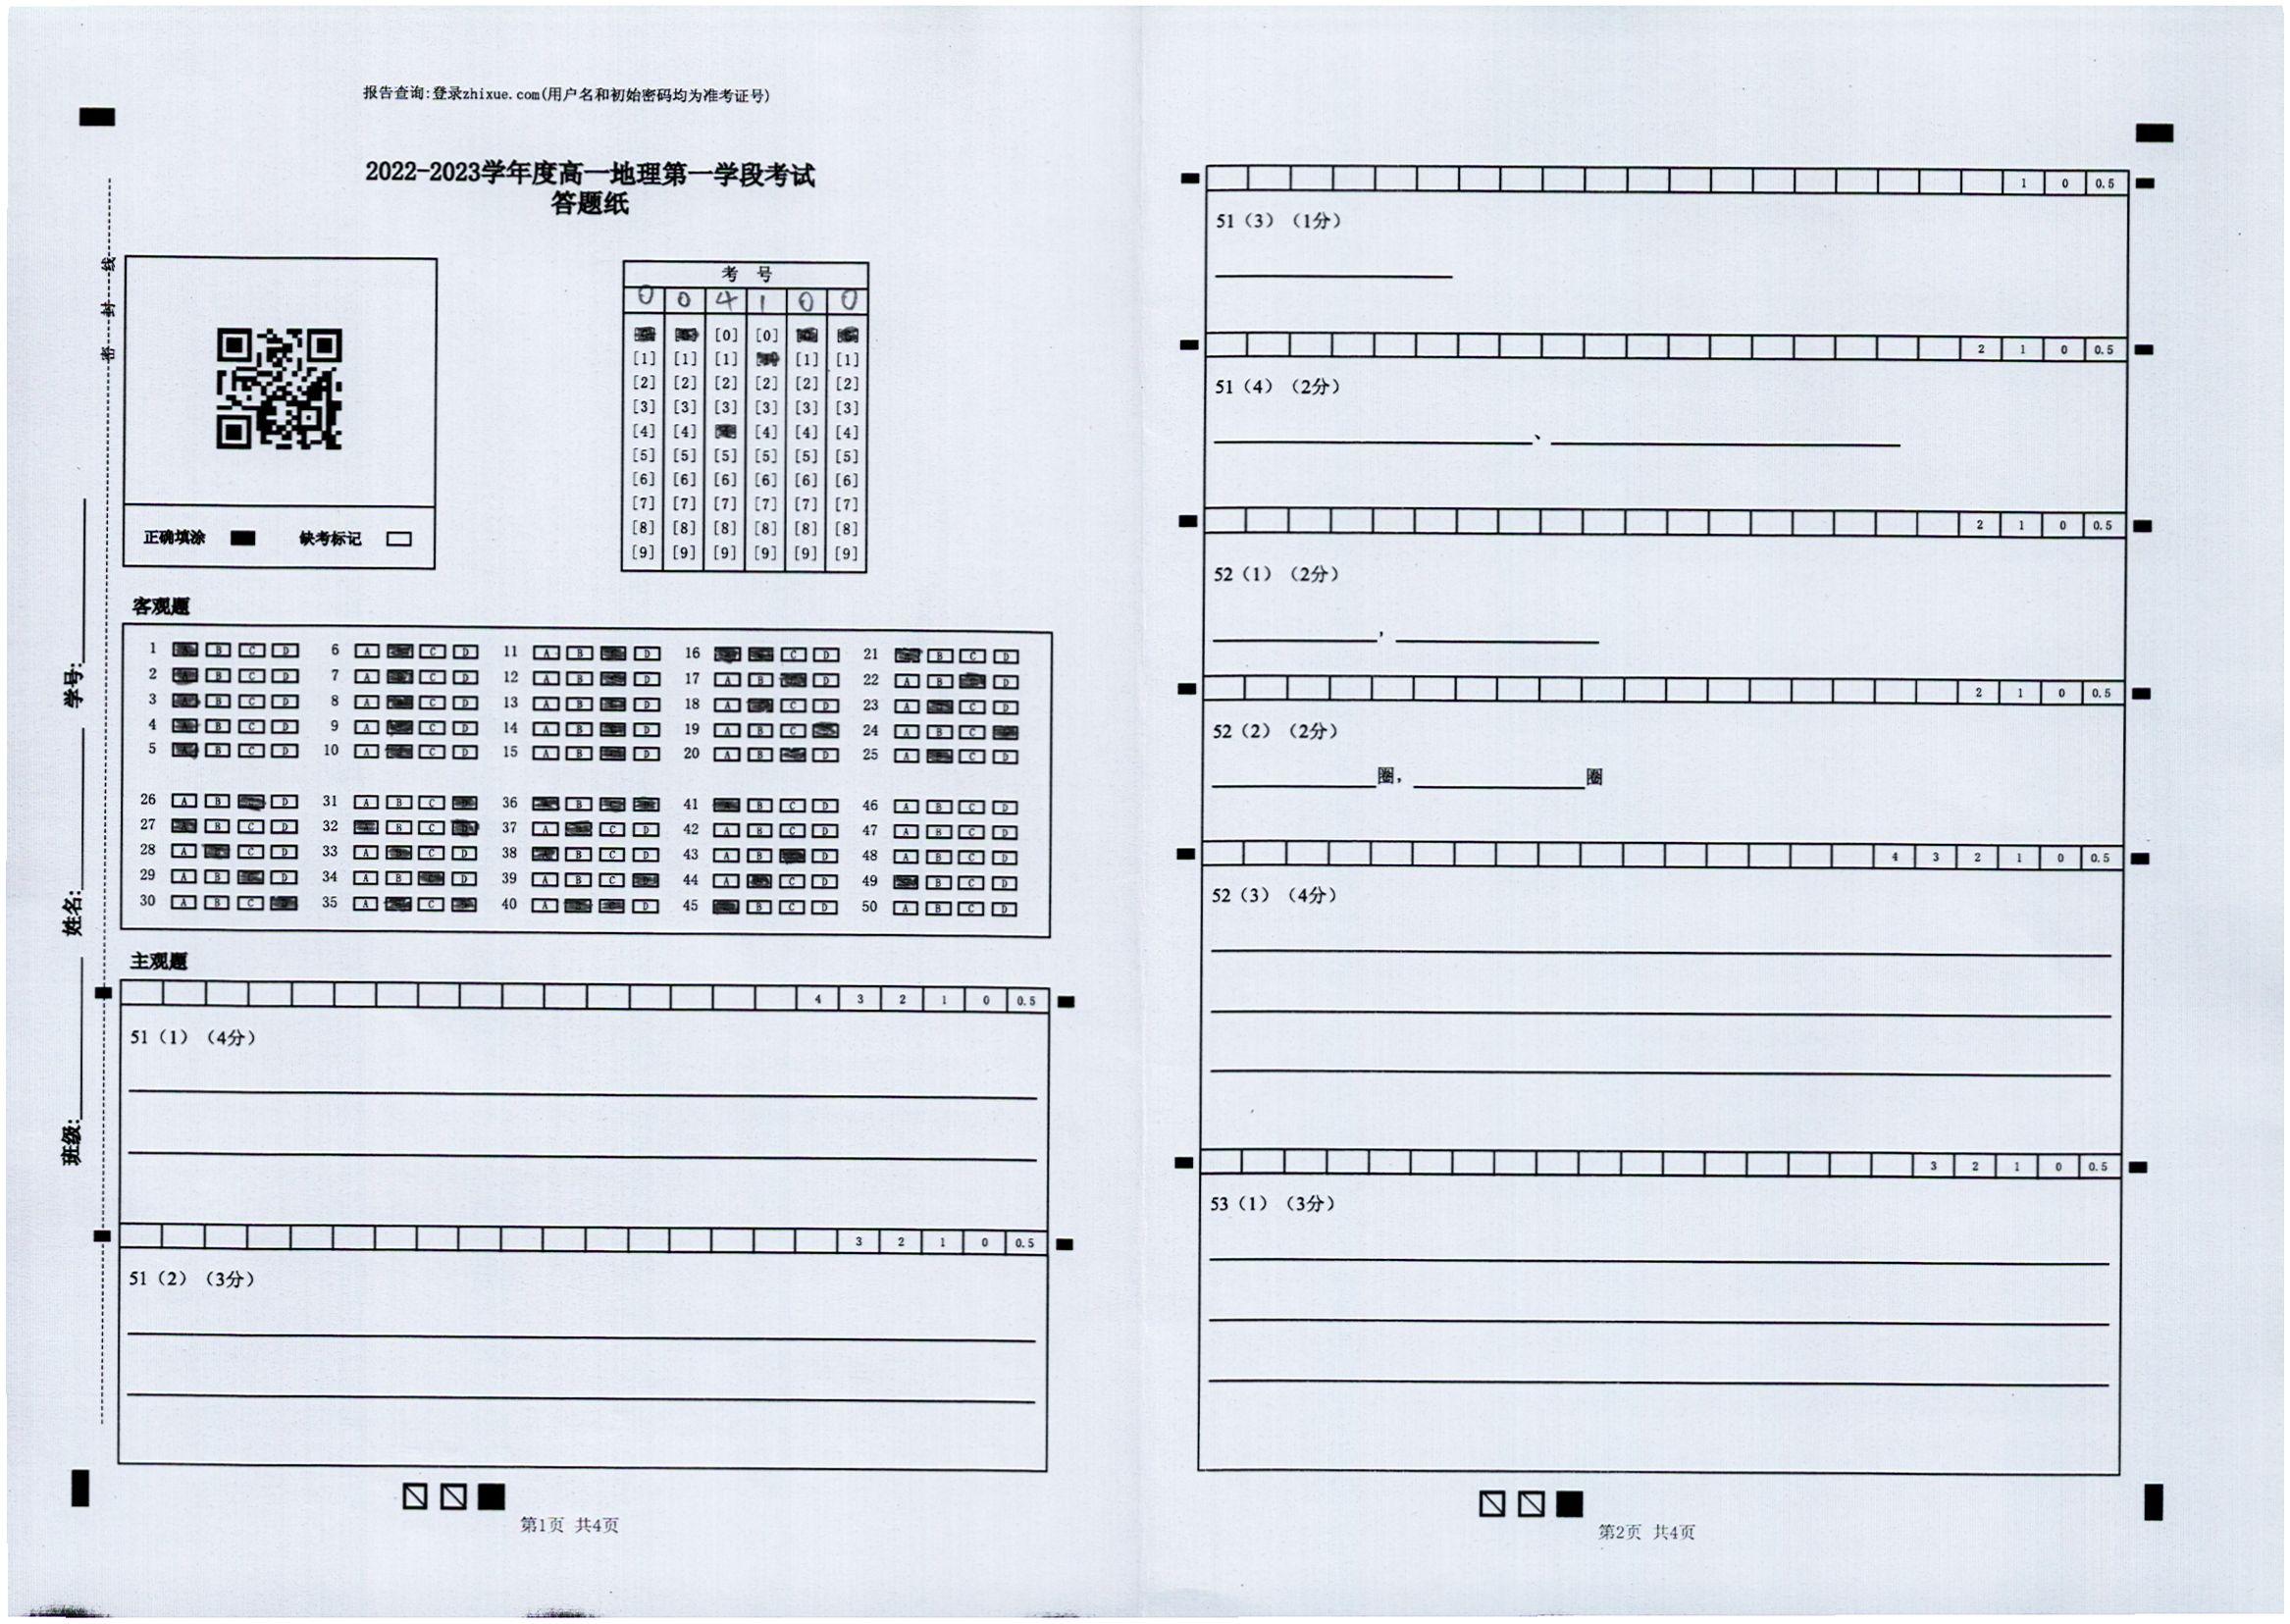 报告查询:登录zhixue.com(用户名和初始密码均为准考证号)
2022-2023学年度高一地理第一学段考试
答题纸
密 封 线
班级: 姓名: 学号:
正确填涂 缺考标记
考 号
0 0 4 1 0 0
[0] [0]
[1] [1] [1] [1] [1]
[2] [2] [2] [2] [2] [2]
[3] [3] [3] [3] [3] [3]
[4] [4] [4] [4] [4]
[5] [5] [5] [5] [5] [5]
[6] [6] [6] [6] [6] [6]
[7] [7] [7] [7] [7] [7]
[8] [8] [8] [8] [8] [8]
[9] [9] [9] [9] [9] [9]
客观题
1 B C D 6 A C D 11 A B D 16 C D 21 B C D
2 B C D 7 A C D 12 A B D 17 A B D 22 A B D
3 B C D 8 A C D 13 A B D 18 A C D 23 A C D
4 B C D 9 A C D 14 A B D 19 A B C 24 A B C
5 B C D 10 A C D 15 A B D 20 A B D 25 A C D
26 A B D 31 A B C 36 B 41 B C D 46 A B C D
27 B C D 32 B C 37 A C D 42 A B C D 47 A B C D
28 A C D 33 A C D 38 B C D 43 A B D 48 A B C D
29 A B D 34 A B D 39 A B C 44 A C D 49 B C D
30 A B C 35 A C 40 A D 45 B C D 50 A B C D
主观题
4 3 2 1 0 0.5
51（1）（4分）
3 2 1 0 0.5
51（2）（3分）
第1页 共4页
1 0 0.5
51（3）（1分）
2 1 0 0.5
51（4）（2分）
、
2 1 0 0.5
52（1）（2分）
，
2 1 0 0.5
52（2）（2分）
圈， 圈
4 3 2 1 0 0.5
52（3）（4分）
3 2 1 0 0.5
53（1）（3分）
第2页 共4页